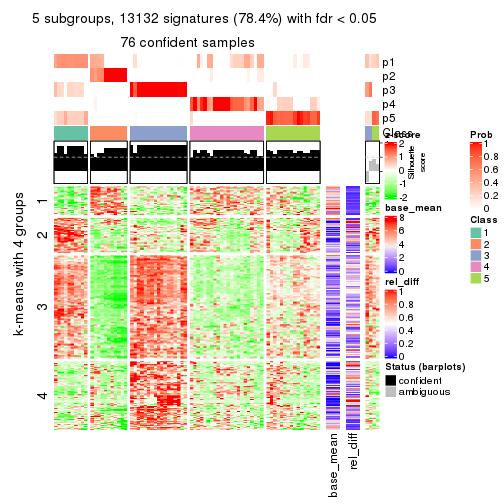 5 subgroups, 13132 signatures (78.4%) with fdr < 0.05
76 confident samples
p1
p2
p3
p4
p5
Class
Silhouette
score
k-means with 4 groups
1
2
3
4
base_mean
rel_diff
z-score
2
1
0
-1
-2
base_mean
8
6
4
2
0
rel_diff
1
0.8
0.6
0.4
0.2
0
Status (barplots)
confident
ambiguous
Prob
1
0.8
0.6
0.4
0.2
0
Class
1
2
3
4
5